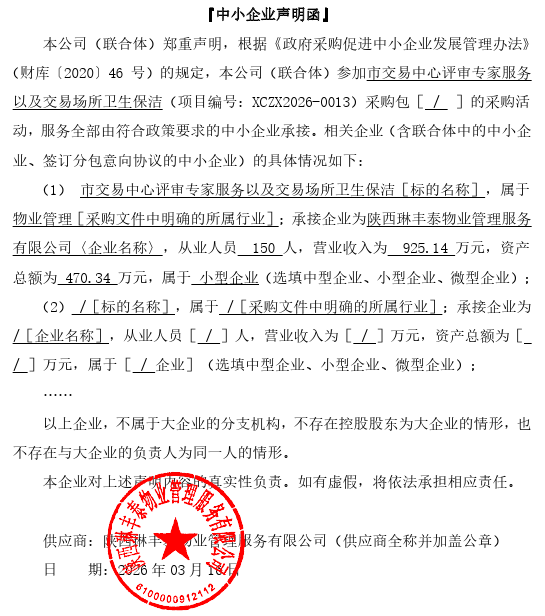 『中小企业声明函』
本公司（联合体）郑重声明，根据《政府采购促进中小企业发展管理办法》
（财库〔2020〕46 号）的规定，本公司（联合体）参加市交易中心评审专家服务
以及交易场所卫生保洁（项目编号：XCZX2026-0013）采购包［ / ］的采购活
动，服务全部由符合政策要求的中小企业承接。相关企业（含联合体中的中小企
业、签订分包意向协议的中小企业）的具体情况如下：
（1） 市交易中心评审专家服务以及交易场所卫生保洁［标的名称］，属于
物业管理［采购文件中明确的所属行业］；承接企业为陕西琳丰泰物业管理服务
有限公司〈企业名称〉，从业人员 150 人，营业收入为 925.14 万元，资产
总额为 470.34 万元，属于 小型企业（选填中型企业、小型企业、微型企业）；
（2） /［标的名称］，属于 /［采购文件中明确的所属行业］；承接企业为
/［企业名称］，从业人员［ / ］人，营业收入为［ / ］万元，资产总额为［
/ ］万元，属于［ / 企业］（选填中型企业、小型企业、微型企业）；
……
以上企业，不属于大企业的分支机构，不存在控股股东为大企业的情形，也
不存在与大企业的负责人为同一人的情形。
本企业对上述声明内容的真实性负责。如有虚假，将依法承担相应责任。
供应商：陕西琳丰泰物业管理服务有限公司（供应商全称并加盖公章）
日 期：2026 年 03 月 16 日
陕西琳丰泰物业管理服务有限公司
6100000912112